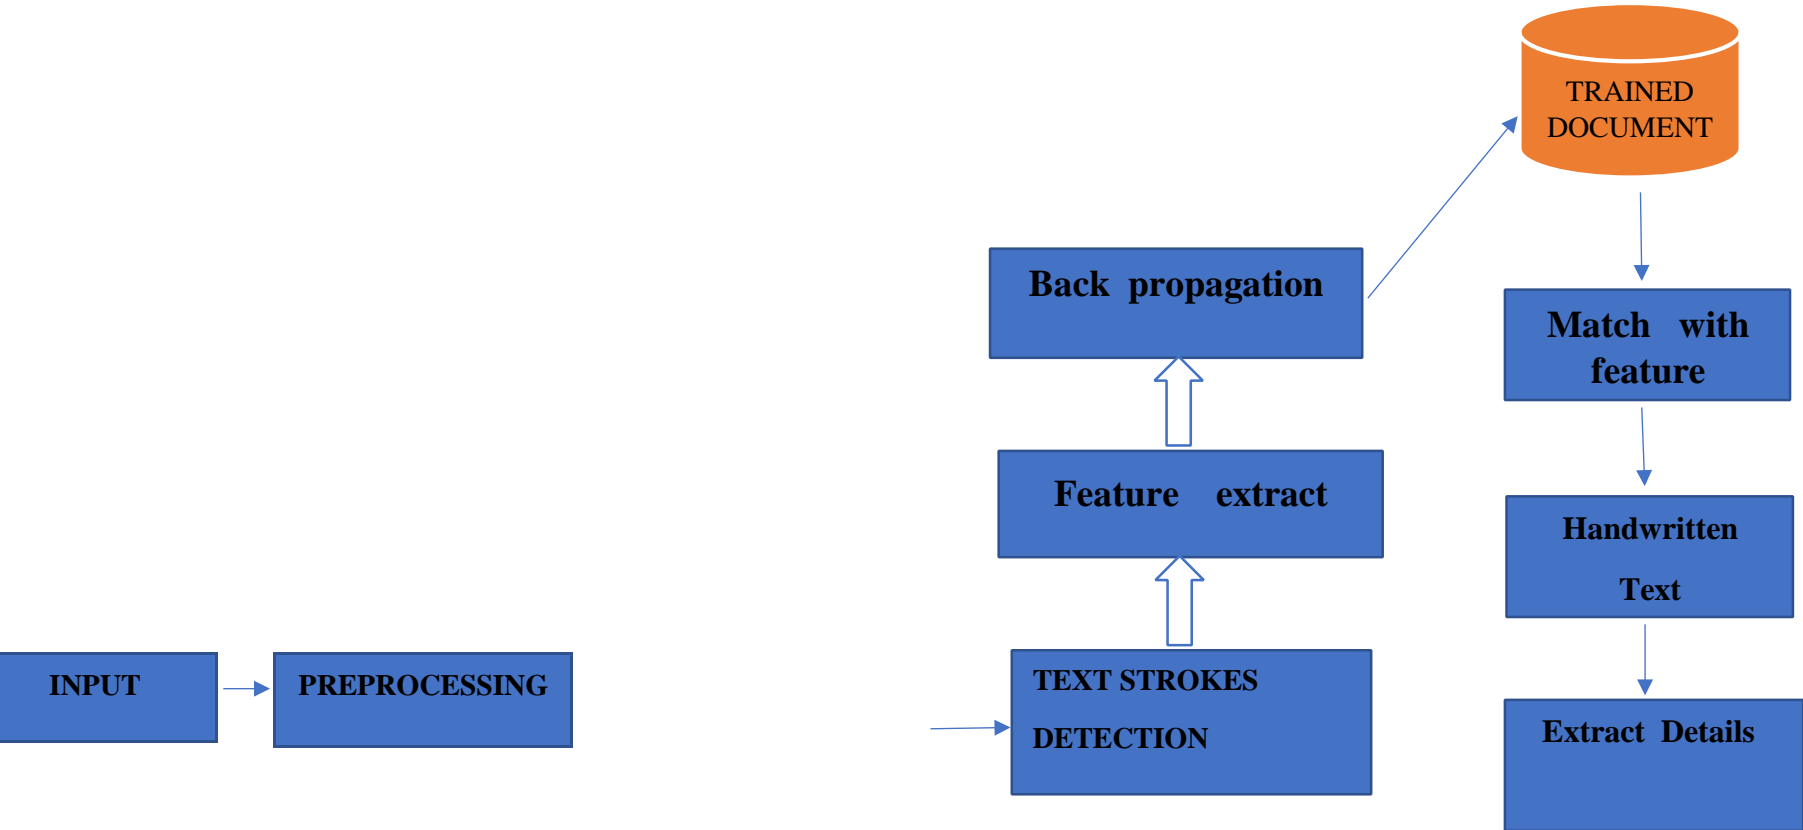 INPUT
PREPROCESSING
TEXT STROKES
DETECTION
Feature extract
Back propagation
TRAINED
DOCUMENT
Match with
feature
Handwritten
Text
Extract Details